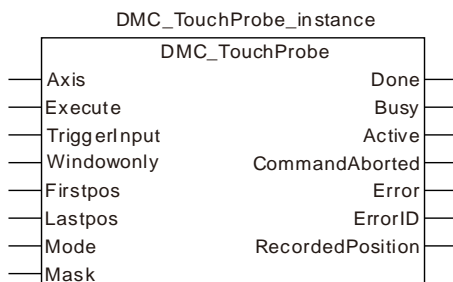 DMC_TouchProbe_instance
DMC_TouchProbe
Axis Done
Execute Busy
TriggerInput Active
Windowonly CommandAborted
Firstpos Error
Lastpos ErrorID
Mode RecordedPosition
Mask